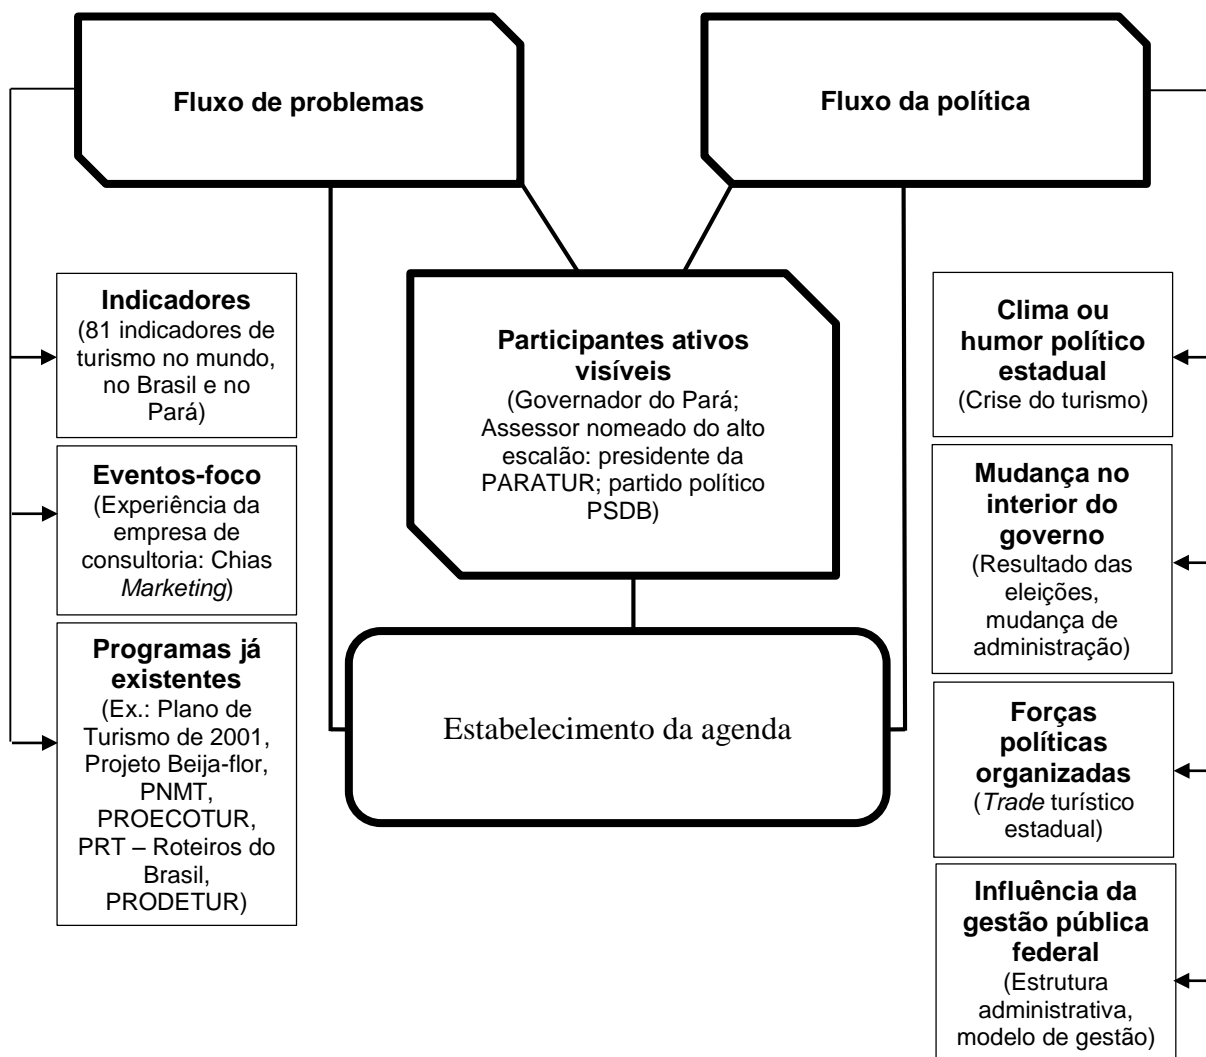 Fluxo de problemas
Fluxo da política
Indicadores
(81 indicadores de
turismo no mundo,
no Brasil e no
Pará)
Eventos-foco
(Experiência da
empresa de
consultoria: Chias
Marketing)
Programas já
existentes
(Ex.: Plano de
Turismo de 2001,
Projeto Beija-flor,
PNMT,
PROECOTUR,
PRT – Roteiros do
Brasil,
PRODETUR)
Participantes ativos
visíveis
(Governador do Pará;
Assessor nomeado do alto
escalão: presidente da
PARATUR; partido político
PSDB)
Estabelecimento da agenda
Clima ou
humor político
estadual
(Crise do turismo)
Mudança no
interior do
governo
(Resultado das
eleições,
mudança de
administração)
Forças
políticas
organizadas
(Trade turístico
estadual)
Influência da
gestão pública
federal
(Estrutura
administrativa,
modelo de gestão)